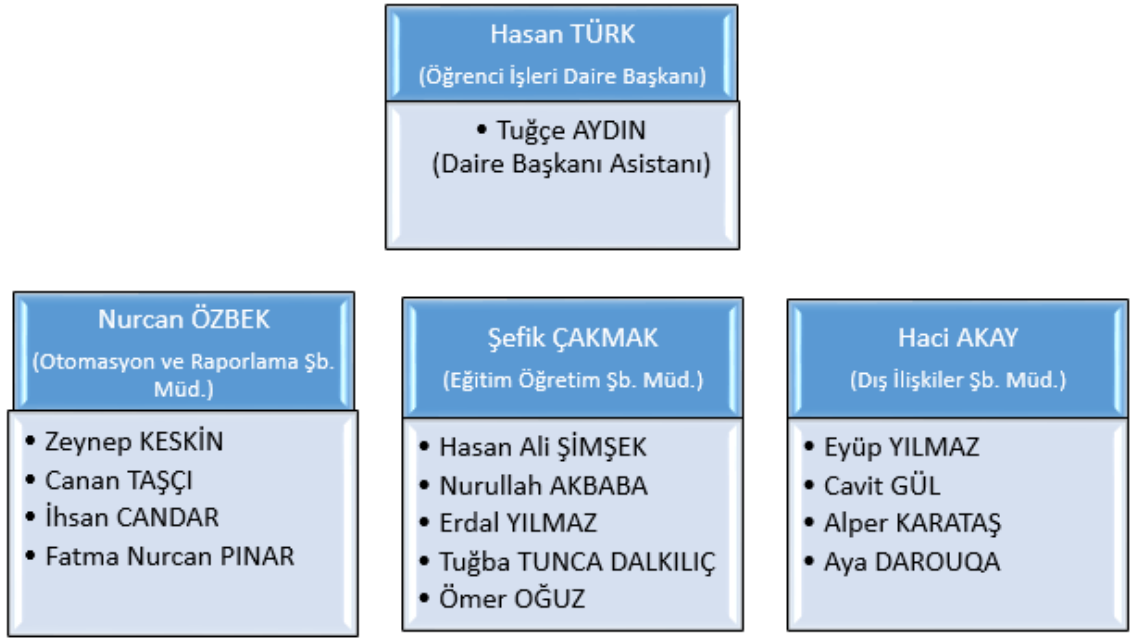 Hasan TÜRK
(Öğrenci İşleri Daire Başkanı)
• Tuğçe AYDIN
(Daire Başkanı Asistanı)
Nurcan ÖZBEK
(Otomasyon ve Raporlama Şb.
Müd.)
• Zeynep KESKİN
• Canan TAŞÇI
• İhsan CANDAR
• Fatma Nurcan PINAR
Şefik ÇAKMAK
(Eğitim Öğretim Şb. Müd.)
• Hasan Ali ŞİMŞEK
• Nurullah AKBABA
• Erdal YILMAZ
• Tuğba TUNCA DALKILIÇ
• Ömer OĞUZ
Haci AKAY
(Dış İlişkiler Şb. Müd.)
• Eyüp YILMAZ
• Cavit GÜL
• Alper KARATAŞ
• Aya DAROUQA